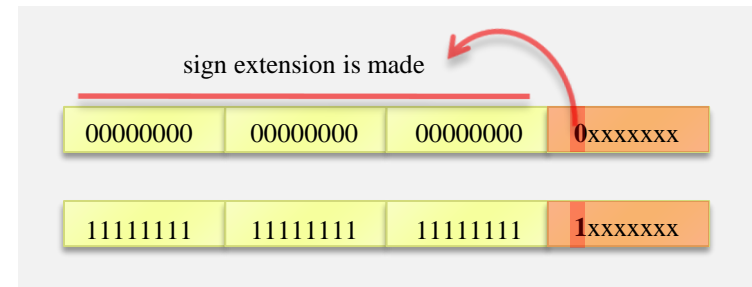 sign extension is made
00000000 00000000 00000000 0xxxxxxx
11111111 11111111 11111111 1xxxxxxx